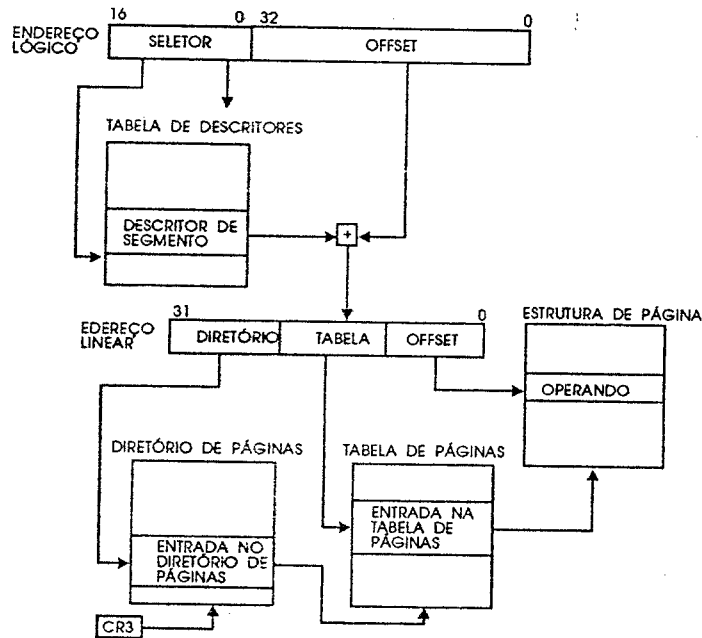 16 0 32 0
ENDEREÇO
LÓGICO
SELETOR OFFSET
TABELA DE DESCRITORES
DESCRITOR DE
SEGMENTO
+
31 0
EDEREÇO
LINEAR
DIRETÓRIO TABELA OFFSET
ESTRUTURA DE PÁGINA
OPERANDO
DIRETÓRIO DE PÁGINAS
TABELA DE PÁGINAS
ENTRADA NO
DIRETÓRIO DE
PÁGINAS
ENTRADA NA
TABELA DE
PÁGINAS
CR3